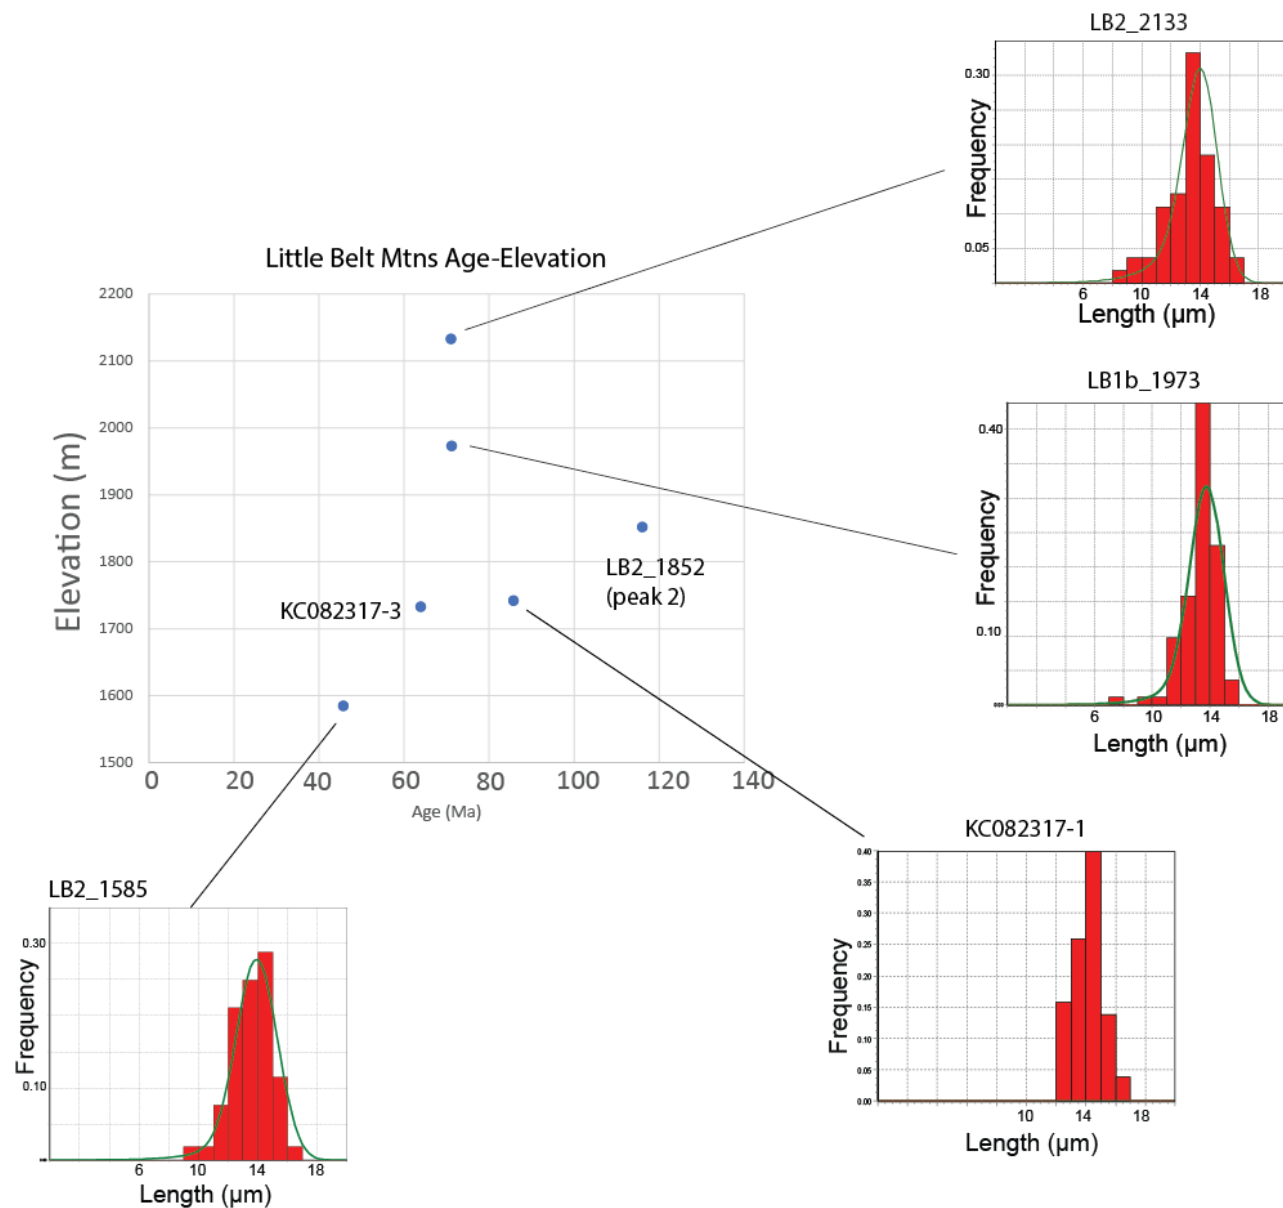 LB2_2133
0.30
0.05
Frequency
6 10 14 18
Length (µm)
Little Belt Mtns Age-Elevation
2200
2100
2000
1900
1800
1700
1600
1500
Elevation (m)
0 20 40 60 80 100 120 140
Age (Ma)
LB2_1852
(peak 2)
KC082317-3
LB1b_1973
0.40
0.10
Frequency
6 10 14 18
Length (µm)
KC082317-1
0.40
0.35
0.30
0.25
0.20
0.15
0.10
0.05
0.00
Frequency
10 14 18
Length (µm)
LB2_1585
0.30
0.10
Frequency
6 10 14 18
Length (µm)